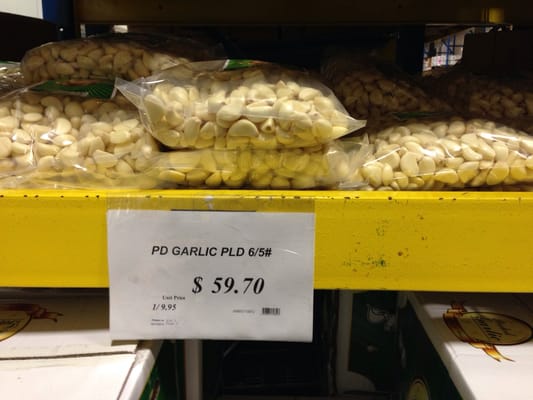 PD GARLIC PLD 6/5#
$ 59.70
Unit Price
1/ 9.95